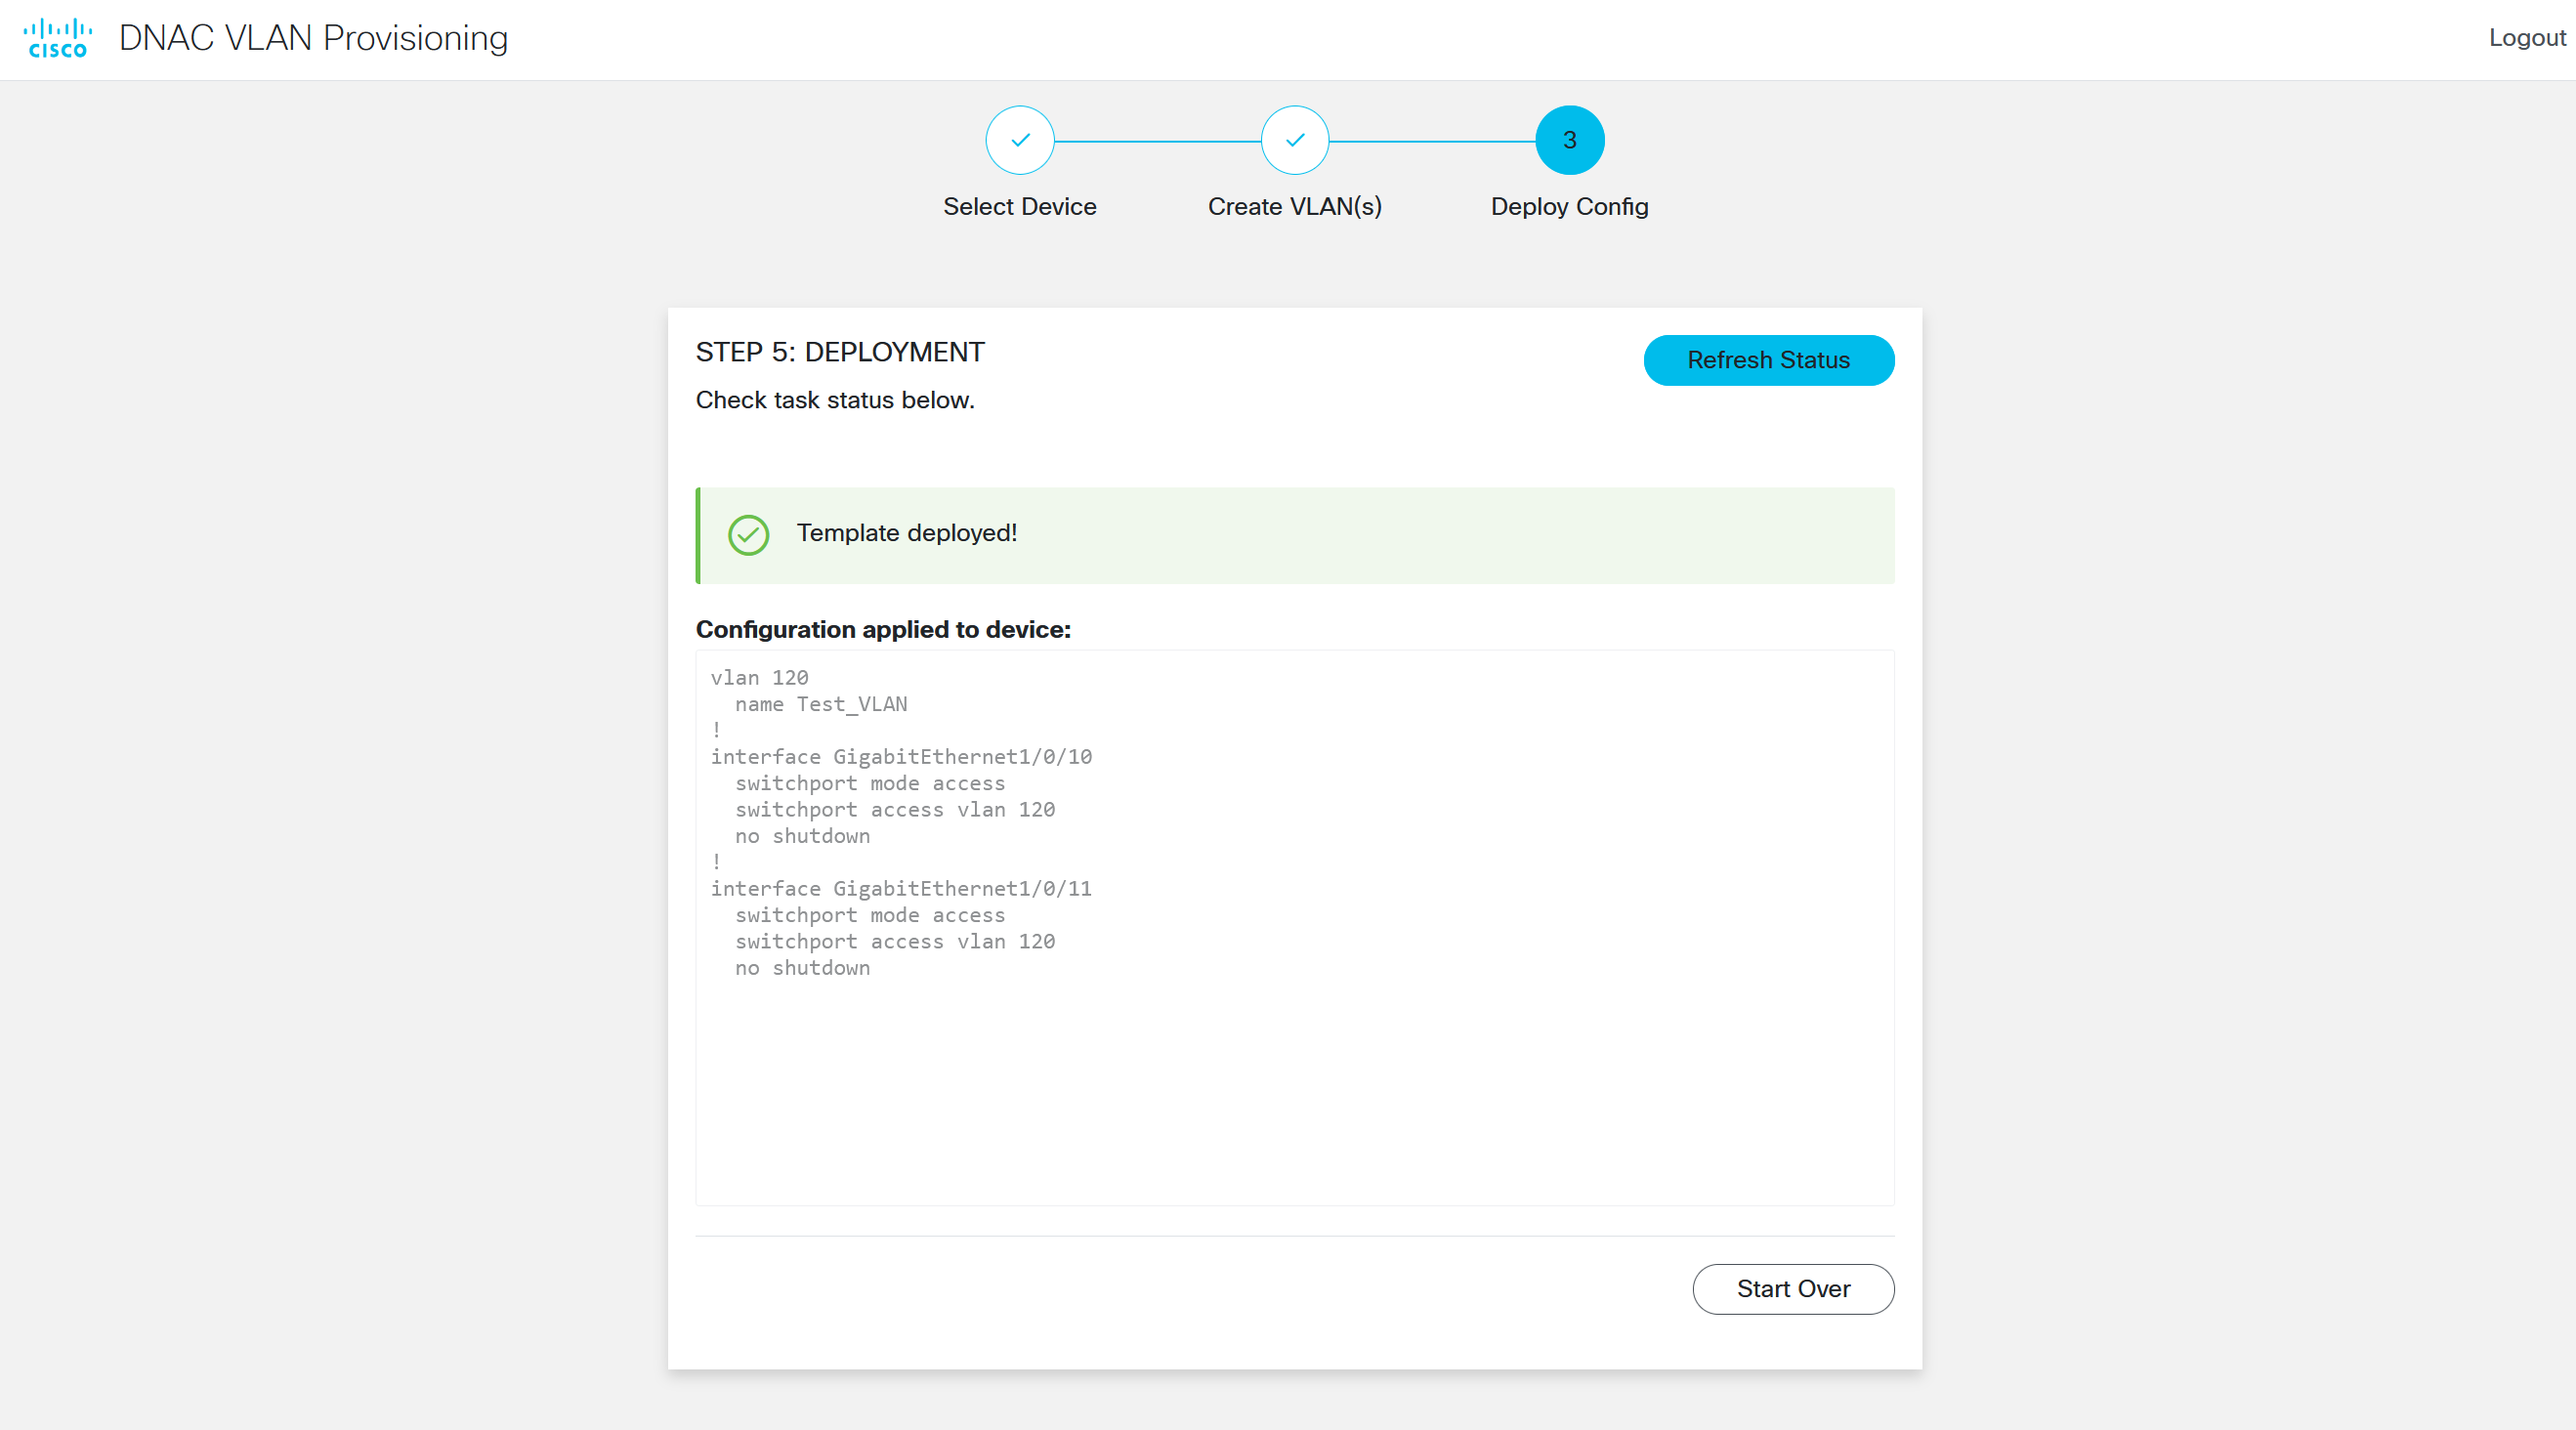 CISCO DNAC VLAN Provisioning Logout
3
Select Device Create VLAN(s) Deploy Config
STEP 5: DEPLOYMENT
Refresh Status
Check task status below.
Template deployed!
Configuration applied to device:
vlan 120
  name Test_VLAN
!
interface GigabitEthernet1/0/10
  switchport mode access
  switchport access vlan 120
  no shutdown
!
interface GigabitEthernet1/0/11
  switchport mode access
  switchport access vlan 120
  no shutdown
Start Over